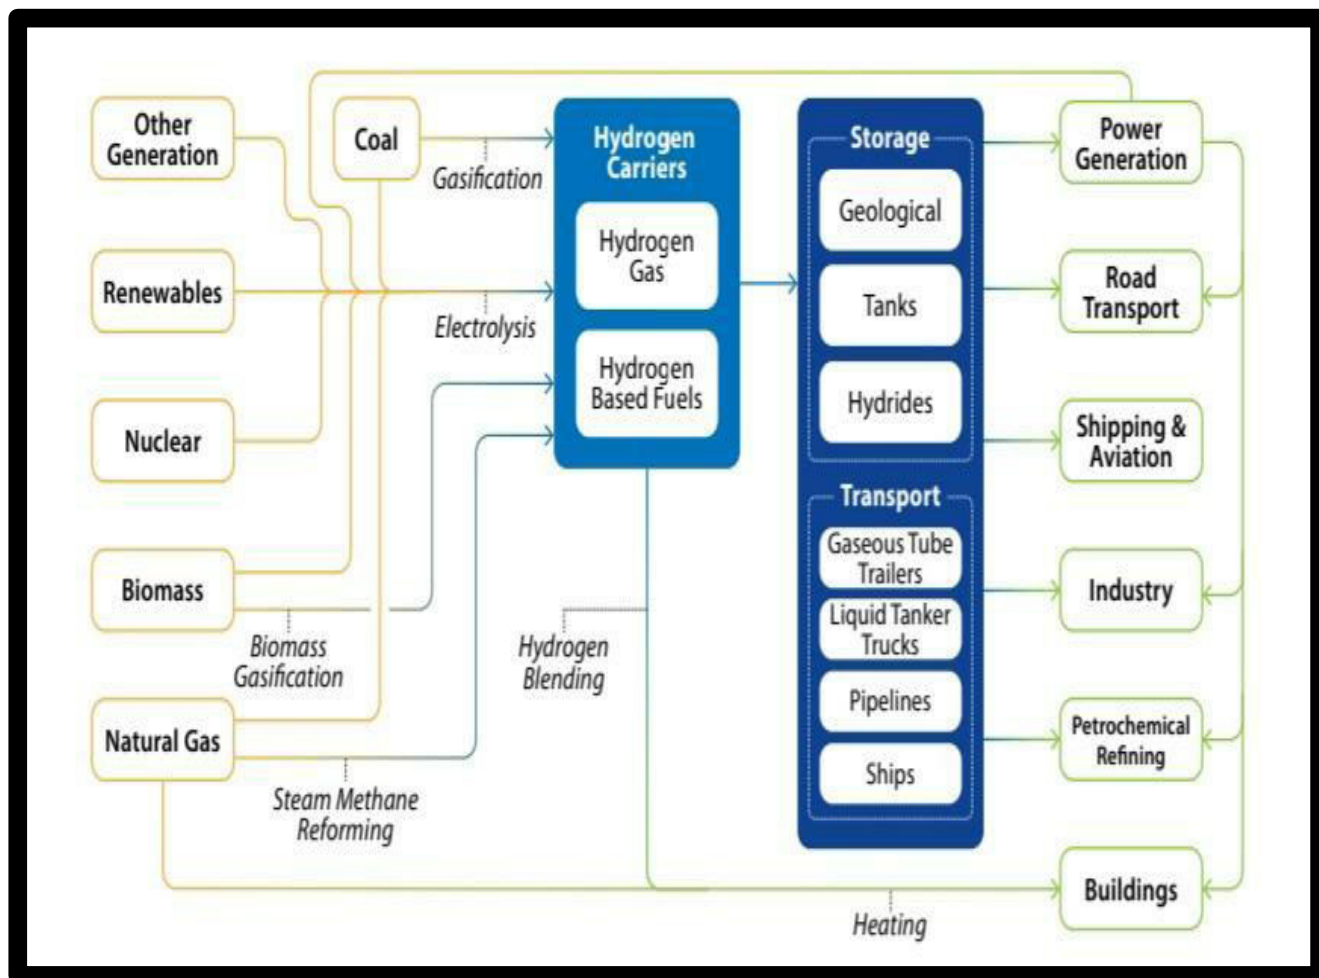 Other
Generation
Coal
Gasification
Renewables
Electrolysis
Nuclear
Biomass
Biomass
Gasification
Natural Gas
Steam Methane
Reforming
Hydrogen
Carriers
Hydrogen
Gas
Hydrogen
Based Fuels
Hydrogen
Blending
Storage
Geological
Tanks
Hydrides
Transport
Gaseous Tube
Trailers
Liquid Tanker
Trucks
Pipelines
Ships
Power
Generation
Road
Transport
Shipping &
Aviation
Industry
Petrochemical
Refining
Buildings
Heating